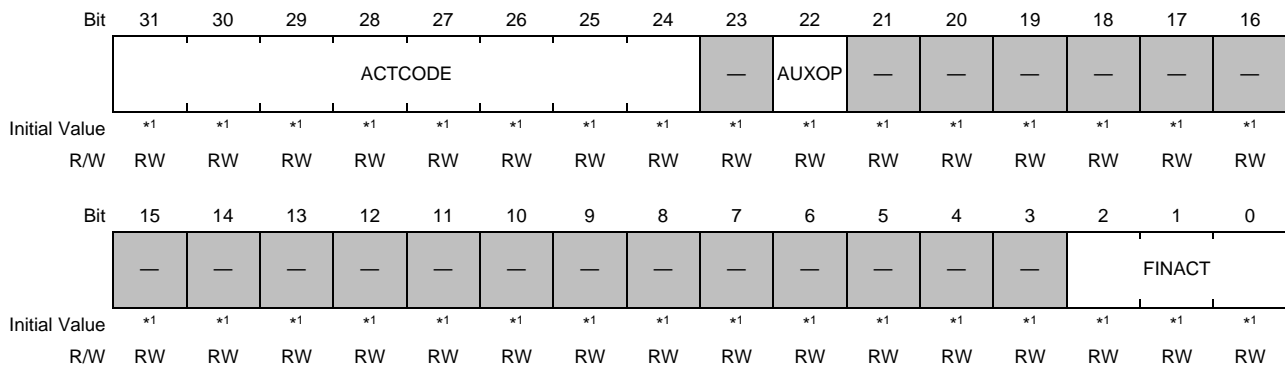 Bit 31 30 29 28 27 26 25 24 23 22 21 20 19 18 17 16
ACTCODE — AUXOP — — — — — —
Initial Value *1 *1 *1 *1 *1 *1 *1 *1 *1 *1 *1 *1 *1 *1 *1 *1
R/W RW RW RW RW RW RW RW RW RW RW RW RW RW RW RW RW
Bit 15 14 13 12 11 10 9 8 7 6 5 4 3 2 1 0
— — — — — — — — — — — — — FINACT
Initial Value *1 *1 *1 *1 *1 *1 *1 *1 *1 *1 *1 *1 *1 *1 *1 *1
R/W RW RW RW RW RW RW RW RW RW RW RW RW RW RW RW RW